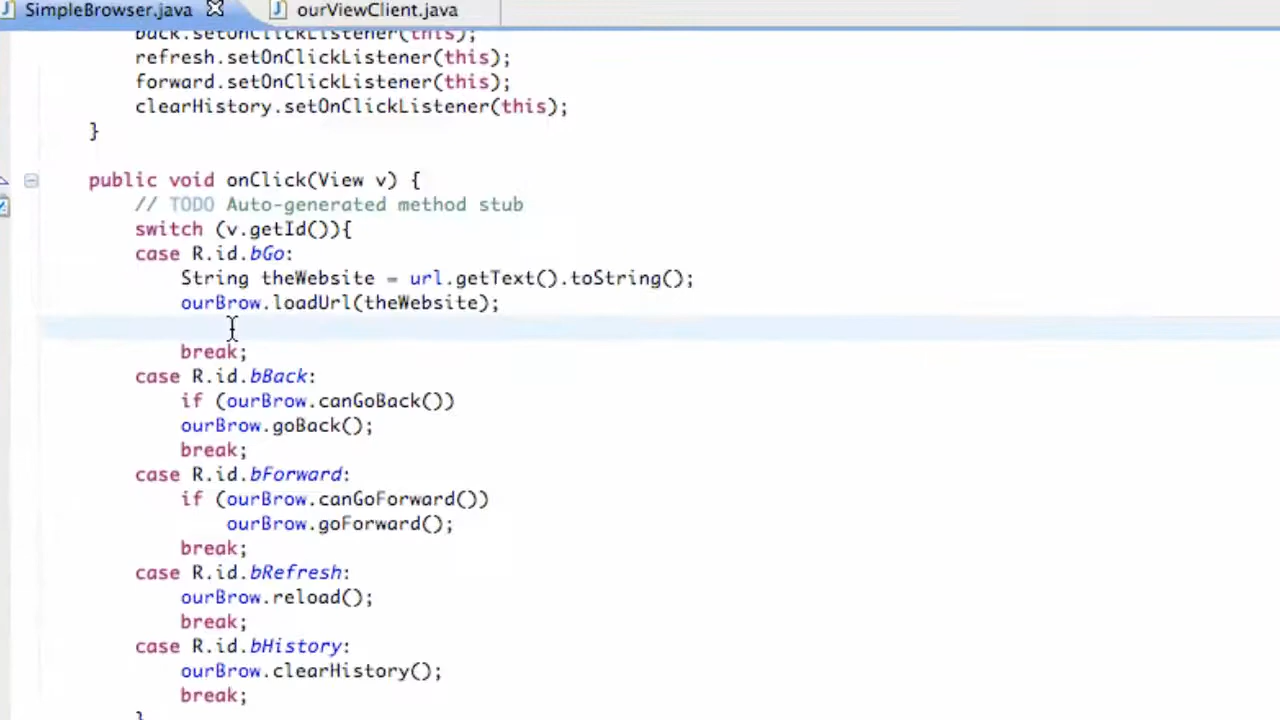 SimpleBrowser.java
ourViewClient.java
back.setOnClickListener(this);
refresh.setOnClickListener(this);
forward.setOnClickListener(this);
clearHistory.setOnClickListener(this);
}
public void onClick(View v) {
// TODO Auto-generated method stub
switch (v.getId()){
case R.id.bGo:
String theWebsite = url.getText().toString();
ourBrow.loadUrl(theWebsite);
break;
case R.id.bBack:
if (ourBrow.canGoBack())
ourBrow.goBack();
break;
case R.id.bForward:
if (ourBrow.canGoForward())
ourBrow.goForward();
break;
case R.id.bRefresh:
ourBrow.reload();
break;
case R.id.bHistory:
ourBrow.clearHistory();
break;
}